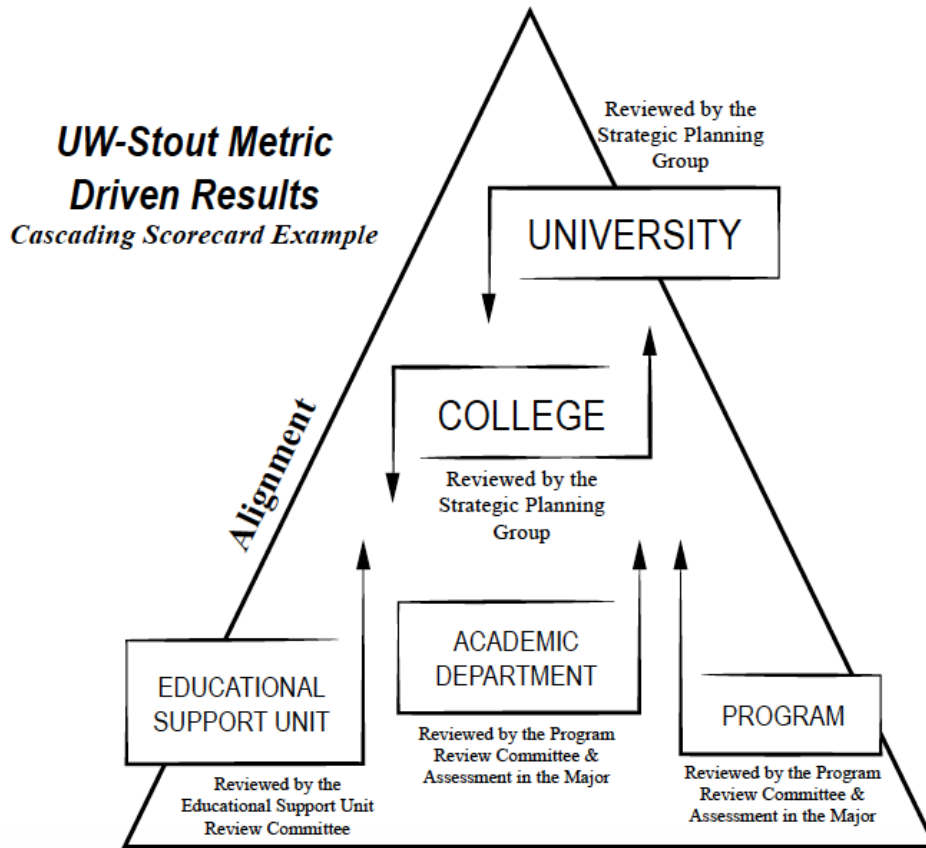 UW-Stout Metric
Driven Results
Cascading Scorecard Example
Reviewed by the
Strategic Planning
Group
UNIVERSITY
Alignment
COLLEGE
Reviewed by the
Strategic Planning
Group
EDUCATIONAL
SUPPORT UNIT
Reviewed by the
Educational Support Unit
Review Committee
ACADEMIC
DEPARTMENT
Reviewed by the Program
Review Committee &
Assessment in the Major
PROGRAM
Reviewed by the Program
Review Committee &
Assessment in the Major